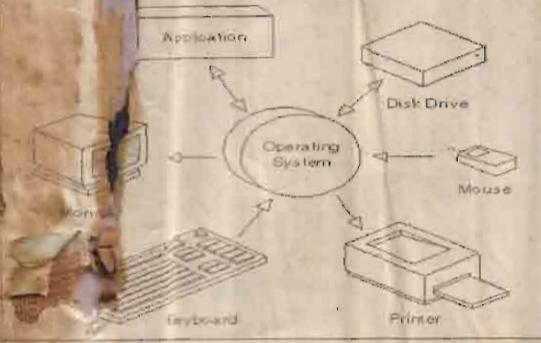 Application
Disk Drive
Operating
System
Mouse
Keyboard
Printer